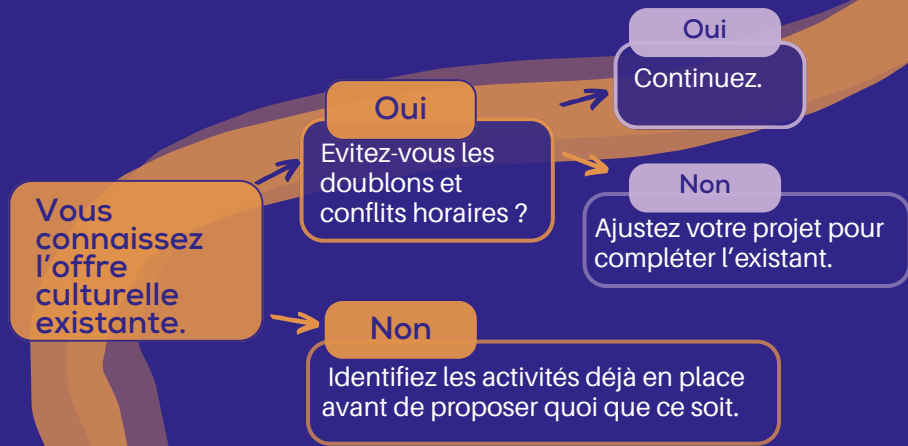 Vous
connaissez
l'offre
culturelle
existante.
Oui
Evitez-vous les
doublons et
conflits horaires ?
Oui
Continuez.
Non
Ajustez votre projet pour
compléter l'existant.
Non
Identifiez les activités déjà en place
avant de proposer quoi que ce soit.